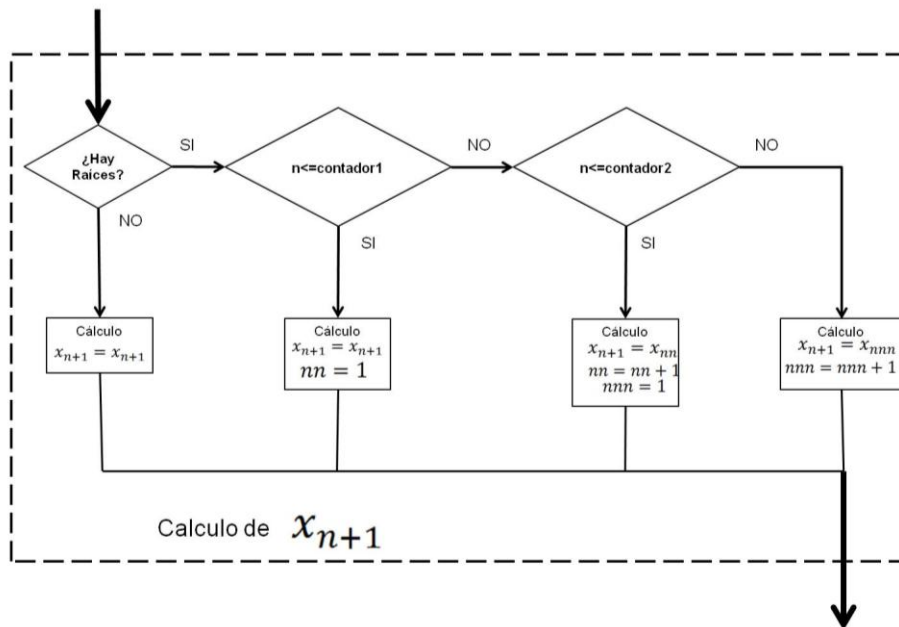 ¿Hay
Raíces?
SI
n<=contador1
NO
n<=contador2
NO
NO
SI
SI
Cálculo
x_{n+1} = x_{n+1}
Cálculo
x_{n+1} = x_{n+1}
nn = 1
Cálculo
x_{n+1} = x_{nn}
nn = nn + 1
nnn = 1
Cálculo
x_{n+1} = x_{nnn}
nnn = nnn + 1
Calculo de x_{n+1}